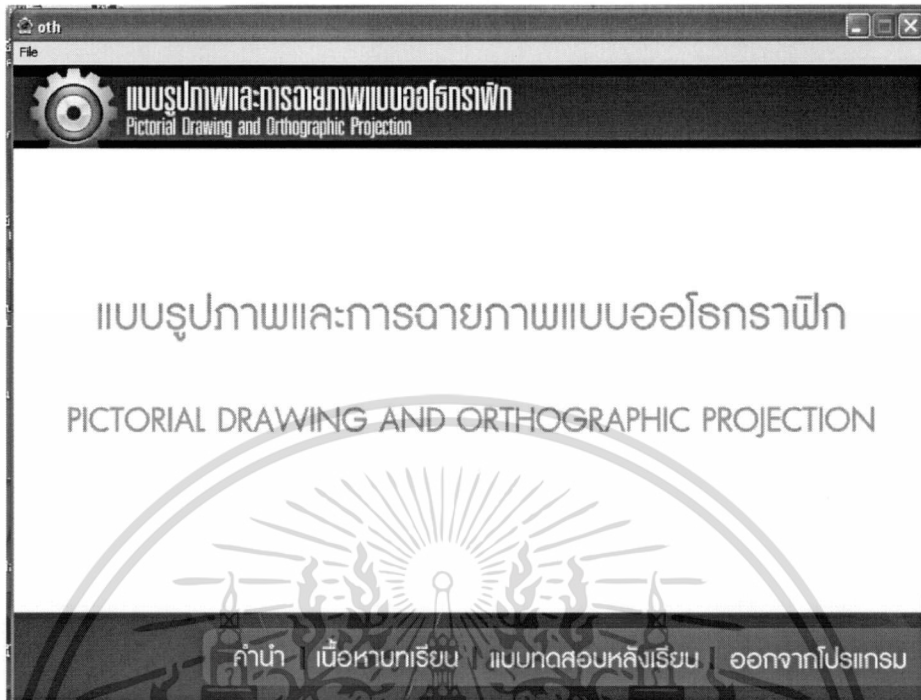 oth
File
แบบรูปภาพและการฉายภาพแบบออโธกราฟิก
Pictorial Drawing and Orthographic Projection
แบบรูปภาพและการฉายภาพแบบออโธกราฟิก
PICTORIAL DRAWING AND ORTHOGRAPHIC PROJECTION
คำนำ | เนื้อหาบทเรียน | แบบทดสอบหลังเรียน | ออกจากโปรแกรม